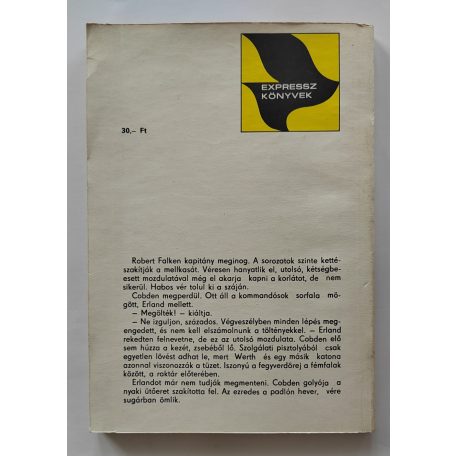 EXPRESSZ
KÖNYVEK
30,– Ft
Robert Falken kapitány meginog. A sorozatok szinte ketté-
szakítják a mellkasát. Véresen hanyatlik el, utolsó, kétségbe-
esett mozdulatával még el akarja kapni a korlátot, de nem
sikerül. Habos vér tolul ki a száján.
Cobden megperdül. Ott áll a kommandósok sorfala mö-
gött, Erland mellett.
– Megölték! – kiáltja.
– Ne izguljon, százados. Végveszélyben minden lépés meg-
engedett, és nem kell elszámolnunk a töltényekkel. – Erland
rekedten felnevetne, de ez az utolsó mozdulata. Cobden elő
sem húzza a kezét, zsebéből lő. Szolgálati pisztolyából csak
egyetlen lövést adhat le, mert Werth és egy másik katona
azonnal viszonozzák a tüzet. Iszonyú a fegyverdörej a fémfalak
között, a raktár előterében.
Erlandot már nem tudják megmenteni. Cobden golyója a
nyaki ütőeret szakította fel. Az ezredes a padlón hever, vére
sugárban ömlik.